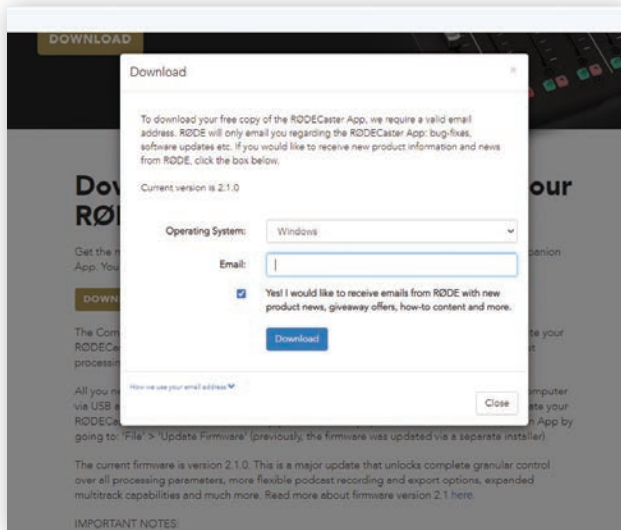 DOWNLOAD
Download ×
To download your free copy of the RØDECaster App, we require a valid email
address. RØDE will only email you regarding the RØDECaster App: bug-fixes,
software updates etc. If you would like to receive new product information and news
from RØDE, click the box
below.
Current version is 2.1.0
Operating System: Windows
Email:
Yes! I would like to receive emails from RØDE with new
product news, giveaway offers, how-to content and more.
Download
How we use your email address
Close
Dow our
RØ
Get the panion
App. You
DOWN
The Com te your
RØDECa t
processin
All you ne omputer
via USB a ate your
RØDECa n App by
going to: 'File' > 'Update Firmware' (previously, the firmware was updated via a separate installer)
The current firmware is version 2.1.0. This is a major update that unlocks complete granular control
over all processing parameters, more flexible podcast recording and export options, expanded
multitrack capabilities and much more. Read more about firmware version 2.1 here.
IMPORTANT NOTES: